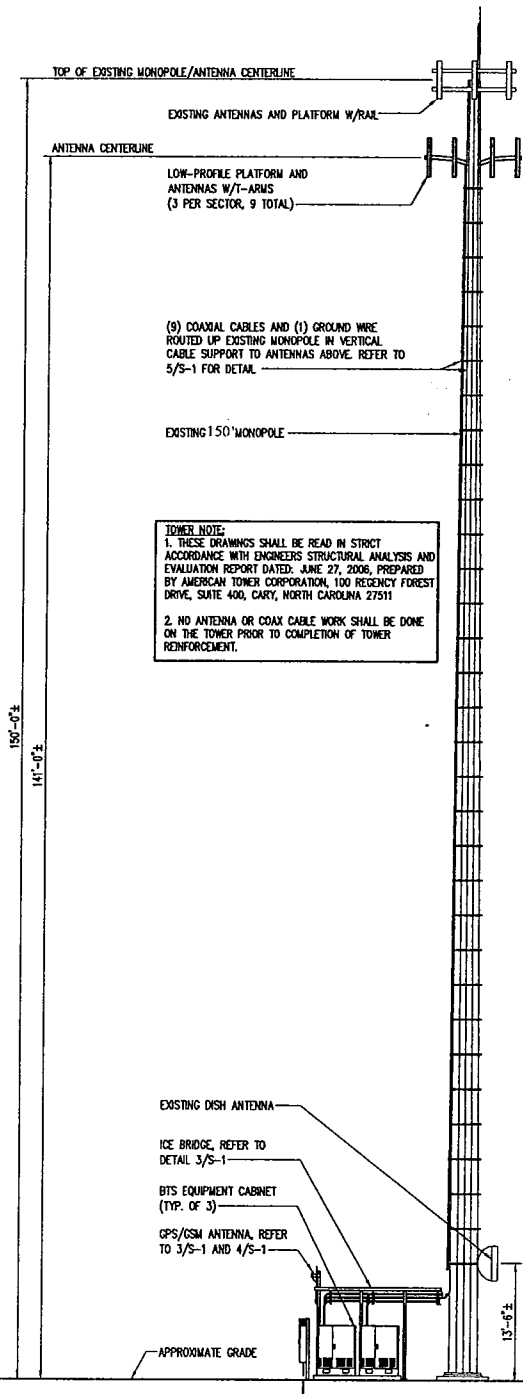 TOP OF EXISTING MONOPOLE/ANTENNA CENTERLINE
EXISTING ANTENNAS AND PLATFORM W/RAIL
ANTENNA CENTERLINE
LOW-PROFILE PLATFORM AND
ANTENNAS W/T-ARMS
(3 PER SECTOR, 9 TOTAL)
(9) COAXIAL CABLES AND (1) GROUND WIRE
ROUTED UP EXISTING MONOPOLE IN VERTICAL
CABLE SUPPORT TO ANTENNAS ABOVE. REFER TO
5/S-1 FOR DETAIL
EXISTING 150' MONOPOLE
TOWER NOTE:
1. THESE DRAWINGS SHALL BE READ IN STRICT
ACCORDANCE WITH ENGINEERS STRUCTURAL ANALYSIS AND
EVALUATION REPORT DATED: JUNE 27, 2006, PREPARED
BY AMERICAN TOWER CORPORATION, 100 REGENCY FOREST
DRIVE, SUITE 400, CARY, NORTH CAROLINA 27511
2. NO ANTENNA OR COAX CABLE WORK SHALL BE DONE
ON THE TOWER PRIOR TO COMPLETION OF TOWER
REINFORCEMENT.
150'-0"±
141'-0"±
EXISTING DISH ANTENNA
ICE BRIDGE, REFER TO
DETAIL 3/S-1
BTS EQUIPMENT CABINET
(TYP. OF 3)
GPS/GSM ANTENNA, REFER
TO 3/S-1 AND 4/S-1
13'-6"±
APPROXIMATE GRADE